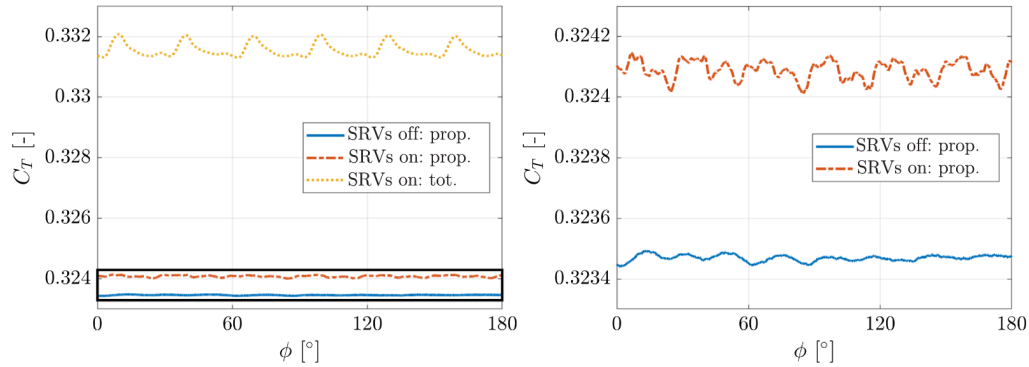 0.332
0.33
0.328
0.326
0.324
C_T [-]
SRVs off: prop.
SRVs on: prop.
SRVs on: tot.
0
60
120
180
ϕ [°]
0.3242
0.324
0.3238
0.3236
0.3234
C_T [-]
SRVs off: prop.
SRVs on: prop.
0
60
120
180
ϕ [°]